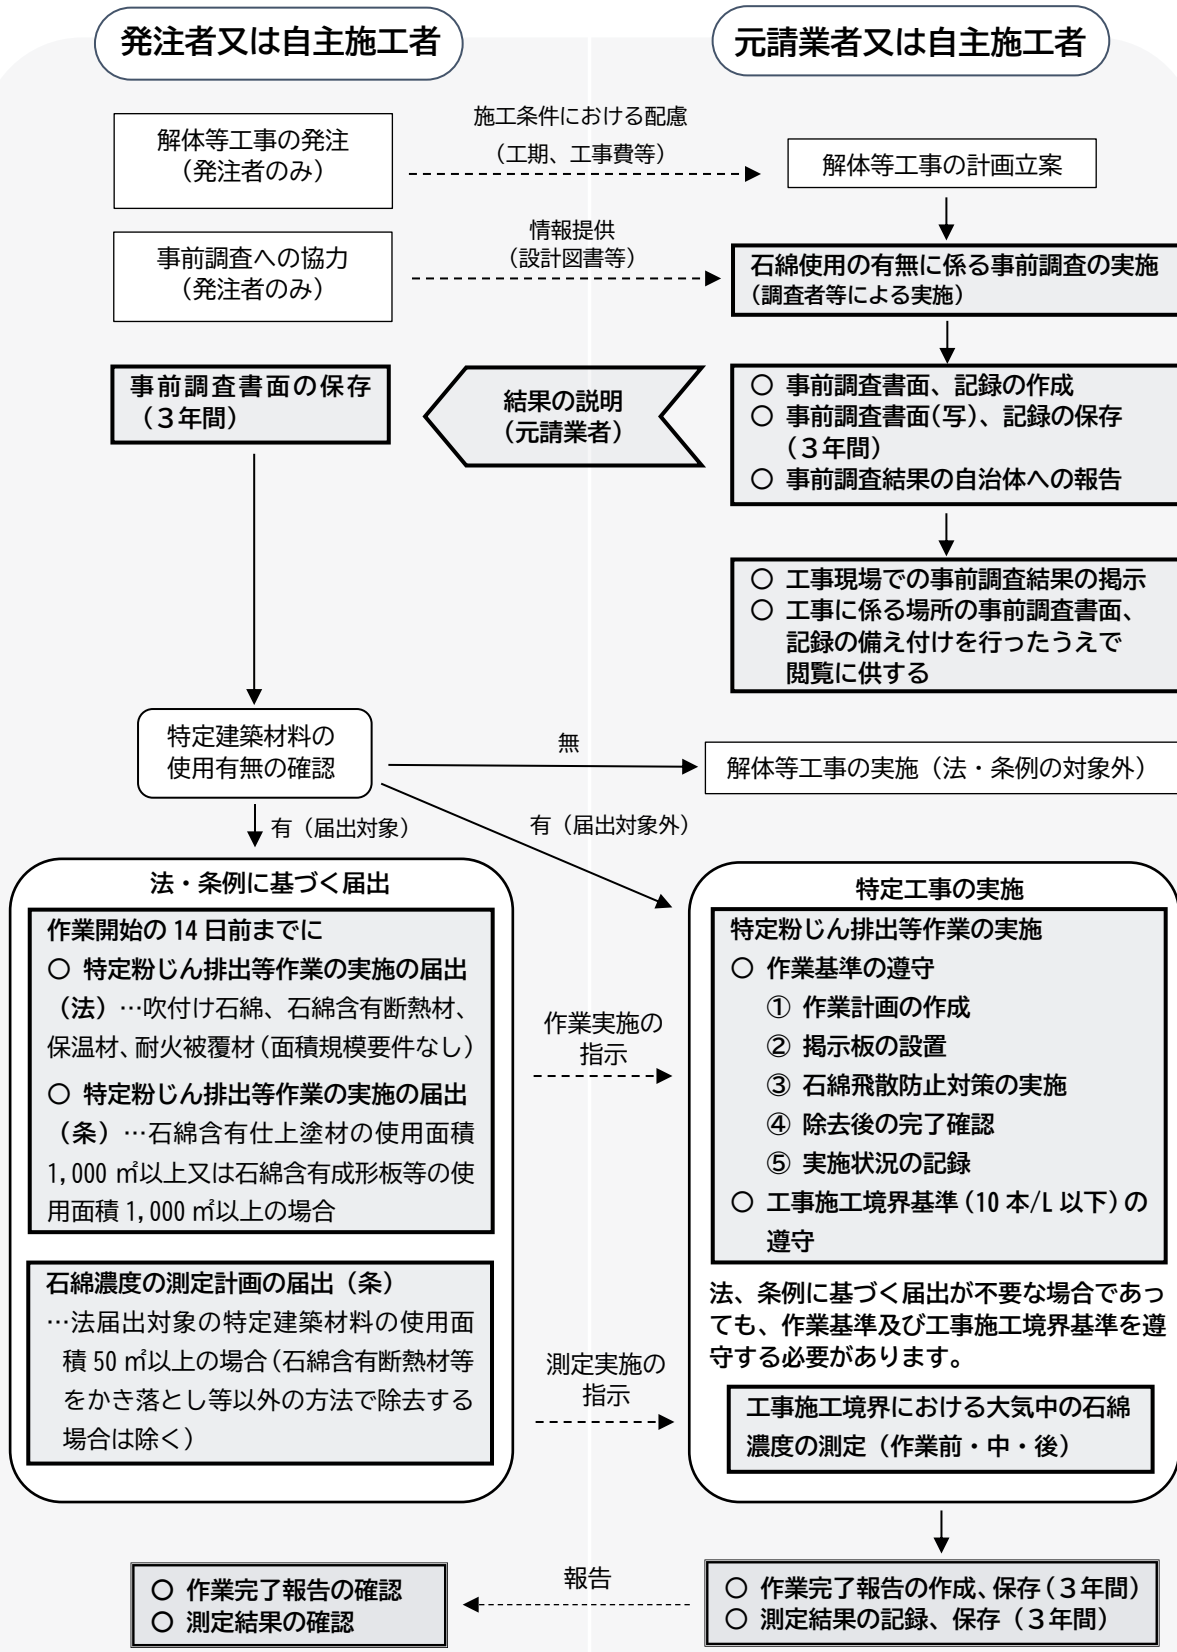 発注者又は自主施工者
元請業者又は自主施工者
解体等工事の発注
(発注者のみ)
施工条件における配慮
(工期、工事費等)
解体等工事の計画立案
事前調査への協力
(発注者のみ)
情報提供
(設計図書等)
石綿使用の有無に係る事前調査の実施
(調査者等による実施)
事前調査書面の保存
(３年間)
結果の説明
(元請業者)
○ 事前調査書面、記録の作成
○ 事前調査書面(写)、記録の保存
(３年間)
○ 事前調査結果の自治体への報告
○ 工事現場での事前調査結果の掲示
○ 工事に係る場所の事前調査書面、
記録の備え付けを行ったうえで
閲覧に供する
特定建築材料の
使用有無の確認
無
解体等工事の実施（法・条例の対象外）
有（届出対象）
有（届出対象外）
法・条例に基づく届出
作業開始の 14 日前までに
○ 特定粉じん排出等作業の実施の届出
（法）…吹付け石綿、石綿含有断熱材、
保温材、耐火被覆材(面積規模要件なし)
○ 特定粉じん排出等作業の実施の届出
（条）…石綿含有仕上塗材の使用面積
1,000 ㎡以上又は石綿含有成形板等の使
用面積 1,000 ㎡以上の場合
石綿濃度の測定計画の届出（条）
…法届出対象の特定建築材料の使用面
積 50 ㎡以上の場合(石綿含有断熱材等
をかき落とし等以外の方法で除去する
場合は除く)
作業実施の
指示
測定実施の
指示
特定工事の実施
特定粉じん排出等作業の実施
○ 作業基準の遵守
① 作業計画の作成
② 掲示板の設置
③ 石綿飛散防止対策の実施
④ 除去後の完了確認
⑤ 実施状況の記録
○ 工事施工境界基準(10 本/L 以下)の
遵守
法、条例に基づく届出が不要な場合であっ
ても、作業基準及び工事施工境界基準を遵
守する必要があります。
工事施工境界における大気中の石綿
濃度の測定（作業前・中・後）
○ 作業完了報告の確認
○ 測定結果の確認
報告
○ 作業完了報告の作成、保存(３年間)
○ 測定結果の記録、保存（３年間）